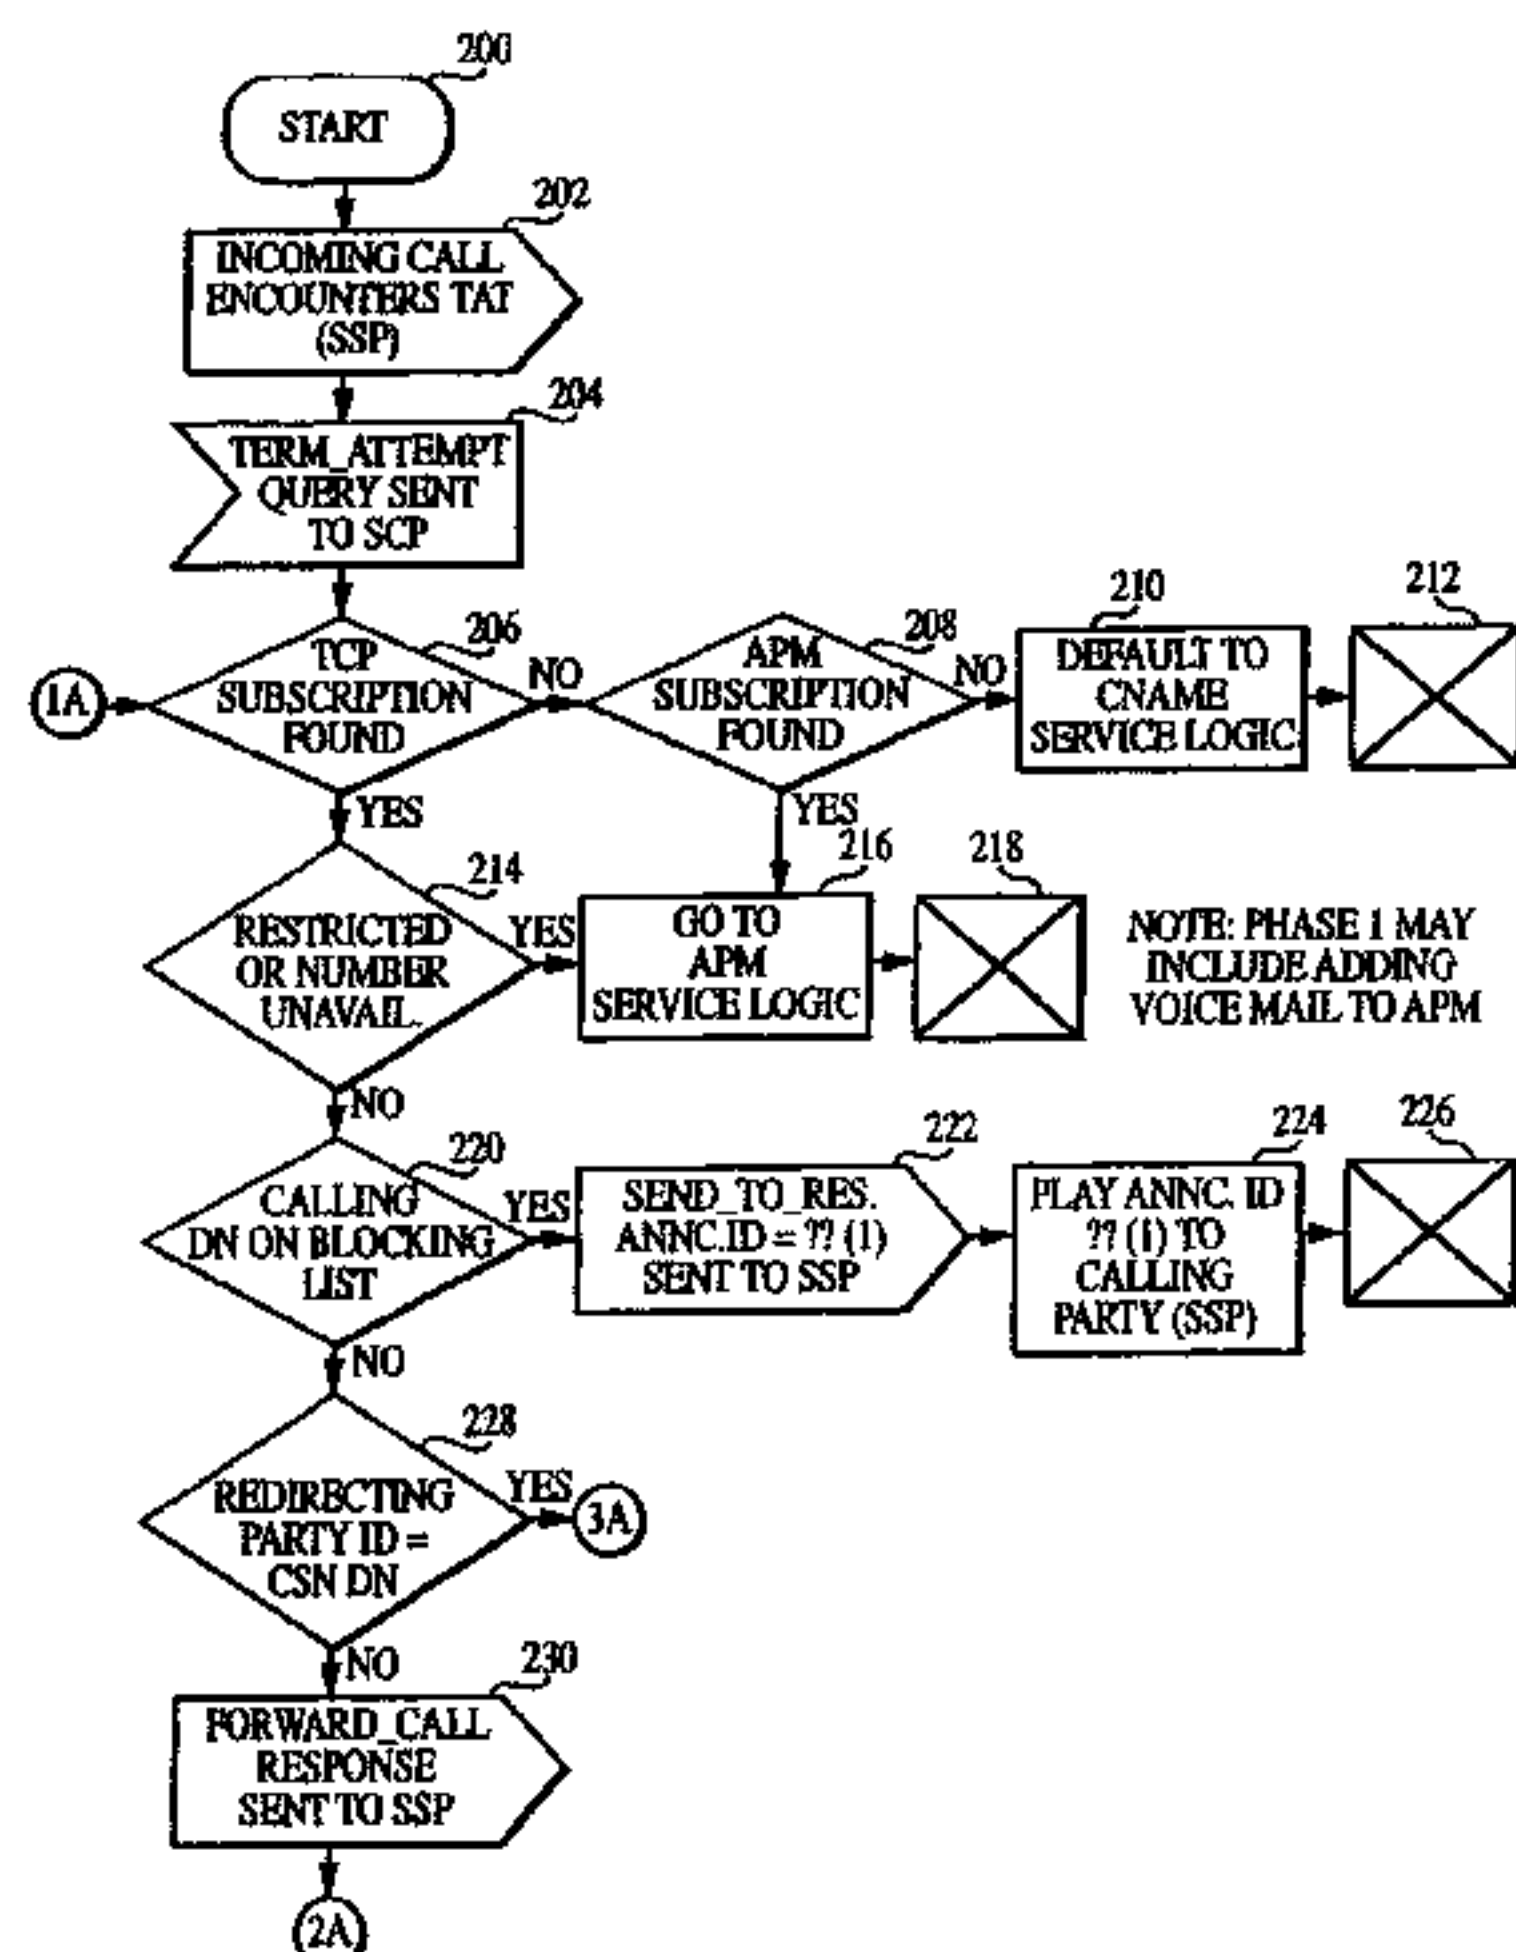 200
START
202
INCOMING CALL
ENCOUNTERS TAT
(SSP)
204
TERM_ATTEMPT
QUERY SENT
TO SCP
1A
206
TCP
SUBSCRIPTION
FOUND
NO
YES
208
APM
SUBSCRIPTION
FOUND
NO
YES
210
DEFAULT TO
CNAME
SERVICE LOGIC
212
214
RESTRICTED
OR NUMBER
UNAVAIL.
YES
NO
216
GO TO
APM
SERVICE LOGIC
218
NOTE: PHASE 1 MAY
INCLUDE ADDING
VOICE MAIL TO APM
220
CALLING
DN ON BLOCKING
LIST
YES
NO
222
SEND_TO_RES.
ANNC.ID = ?? (1)
SENT TO SSP
224
PLAY ANNC. ID
?? (1) TO
CALLING
PARTY (SSP)
226
228
REDIRECTING
PARTY ID =
CSN DN
YES
3A
NO
230
FORWARD_CALL
RESPONSE
SENT TO SSP
2A